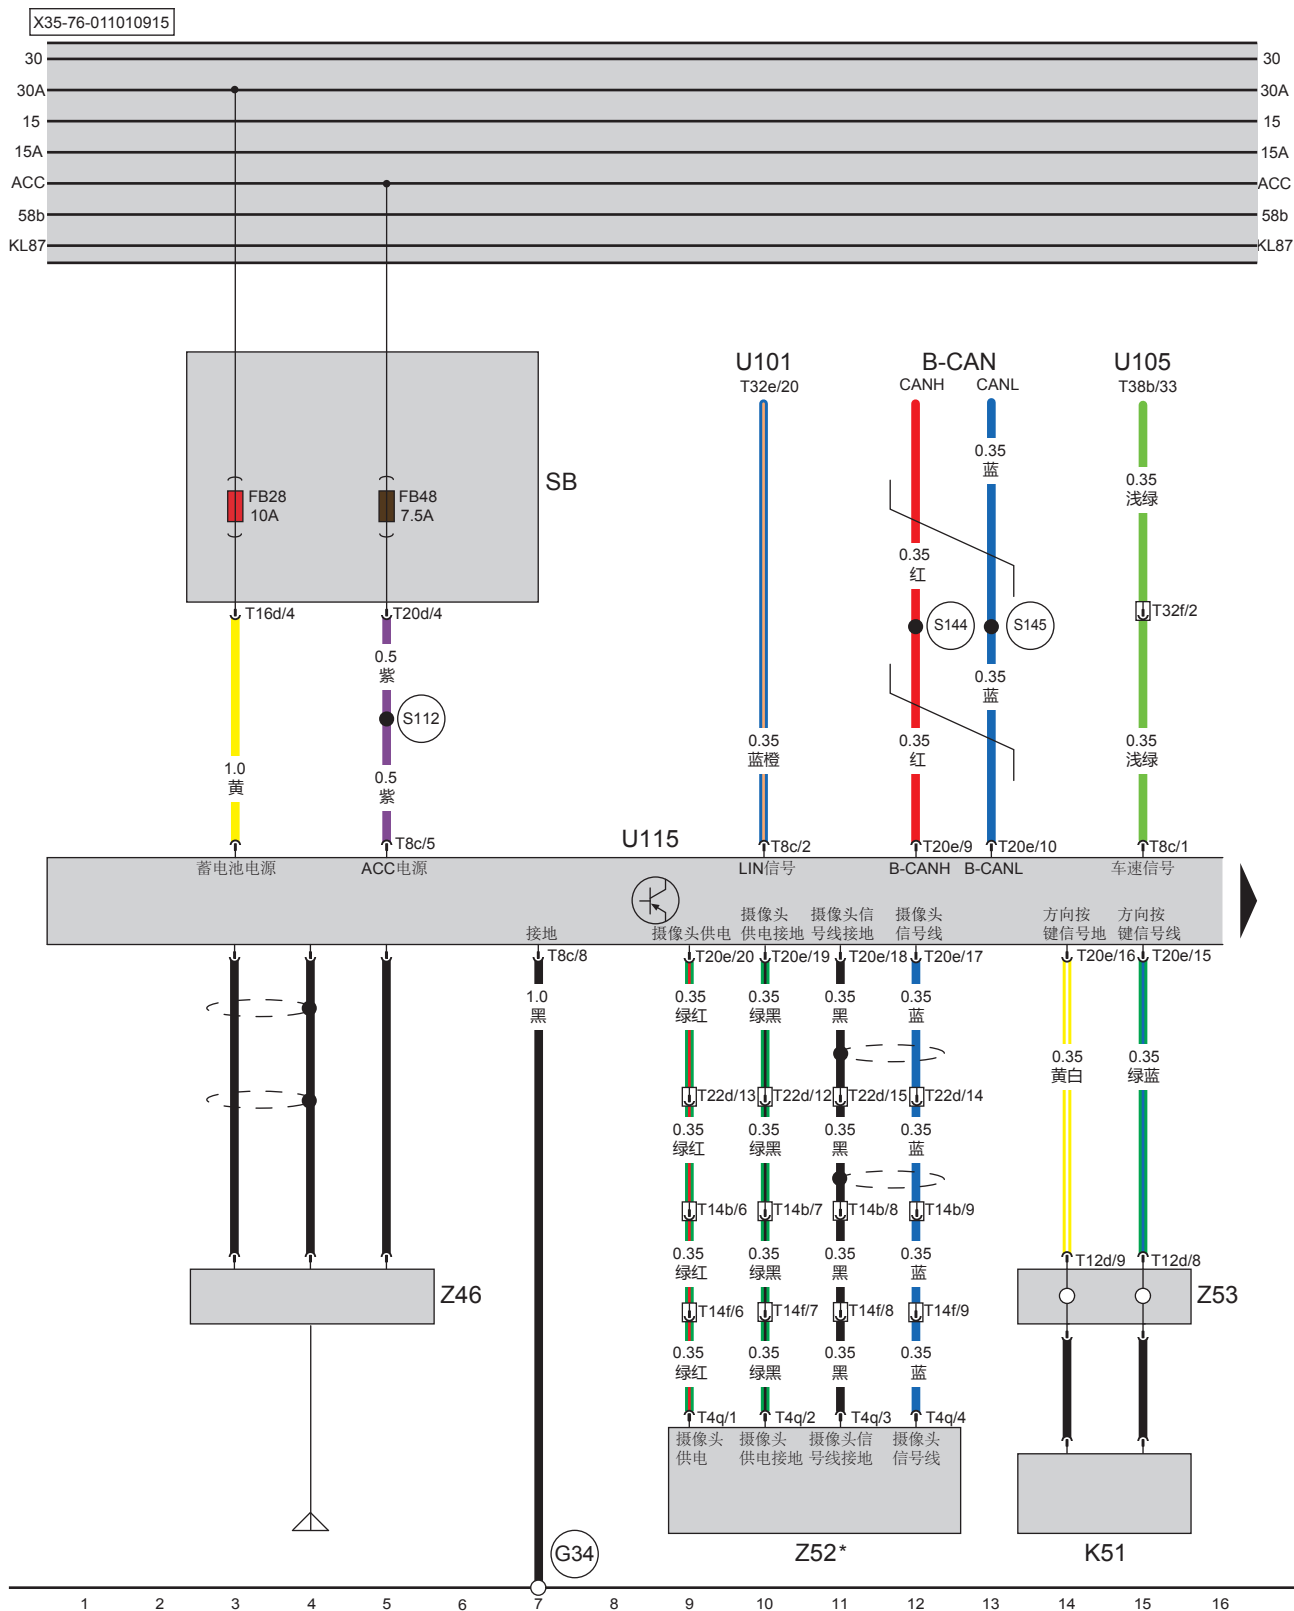 X35-76-011010915
30 30
30A 30A
15 15
15A 15A
ACC ACC
58b 58b
KL87 KL87
U101 B-CAN U105
T32e/20 CANH CANL T38b/33
0.35
蓝
0.35
浅绿
SB
FB28
10A
FB48
7.5A
0.35
红
T16d/4 T20d/4 T32f/2
S144 S145
0.5
紫
0.35
蓝
S112
0.35
蓝橙
0.35
红
0.35
浅绿
1.0
黄
0.5
紫
U115
T8c/5 T8c/2 T20e/9 T20e/10 T8c/1
蓄电池电源 ACC电源 LIN信号 B-CANH B-CANL 车速信号
接地
摄像头供电
摄像头
供电接地
摄像头信
号线接地
摄像头
信号线
方向按
键信号地
方向按
键信号线
T8c/8 T20e/20 T20e/19 T20e/18 T20e/17 T20e/16 T20e/15
1.0
黑
0.35
绿红
0.35
绿黑
0.35
黑
0.35
蓝
0.35
黄白
0.35
绿蓝
T22d/13 T22d/12 T22d/15 T22d/14
0.35
绿红
0.35
绿黑
0.35
黑
0.35
蓝
T14b/6 T14b/7 T14b/8 T14b/9
0.35
绿红
0.35
绿黑
0.35
黑
0.35
蓝
T12d/9 T12d/8
Z46 Z53
T14f/6 T14f/7 T14f/8 T14f/9
0.35
绿红
0.35
绿黑
0.35
黑
0.35
蓝
T4q/1 T4q/2 T4q/3 T4q/4
摄像头
供电
摄像头
供电接地
摄像头信
号线接地
摄像头
信号线
G34 Z52* K51
1 2 3 4 5 6 7 8 9 10 11 12 13 14 15 16